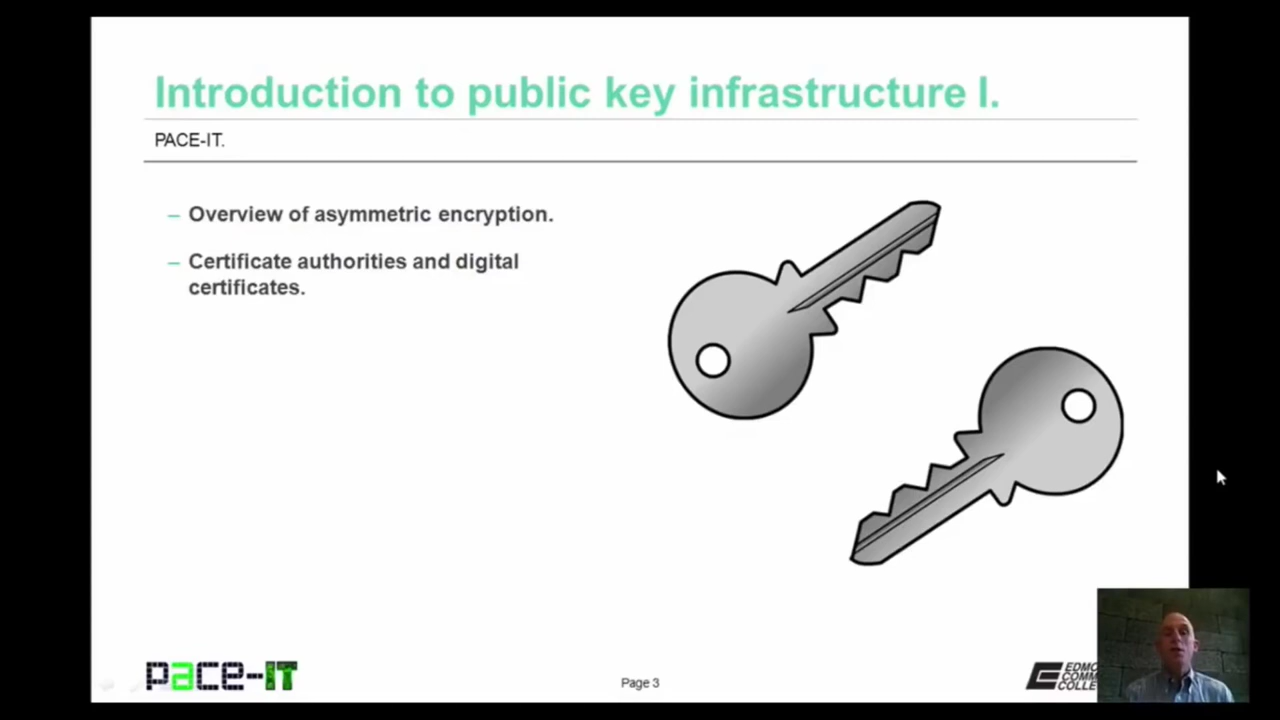 Introduction to public key infrastructure I.
PACE-IT.
– Overview of asymmetric encryption.
– Certificate authorities and digital
certificates.
pace-IT
Page 3